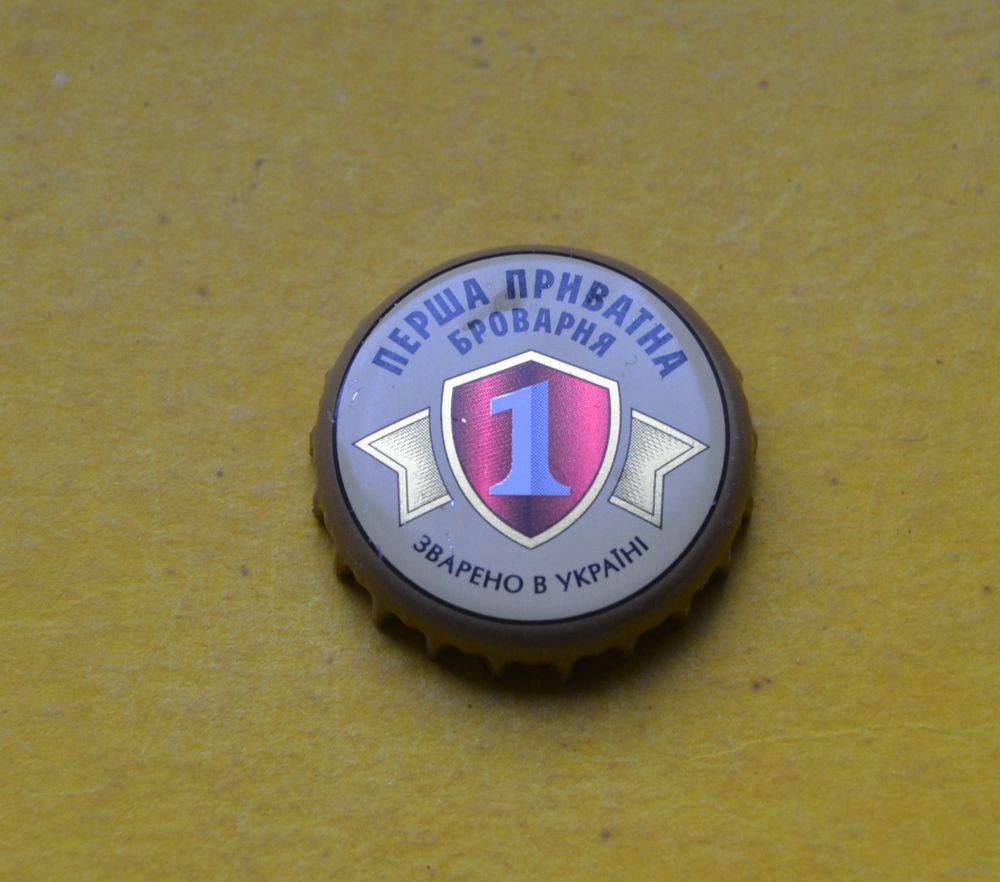 ПЕРША ПРИВАТНА
БРОВАРНЯ
1
ЗВАРЕНО В УКРАЇНІ